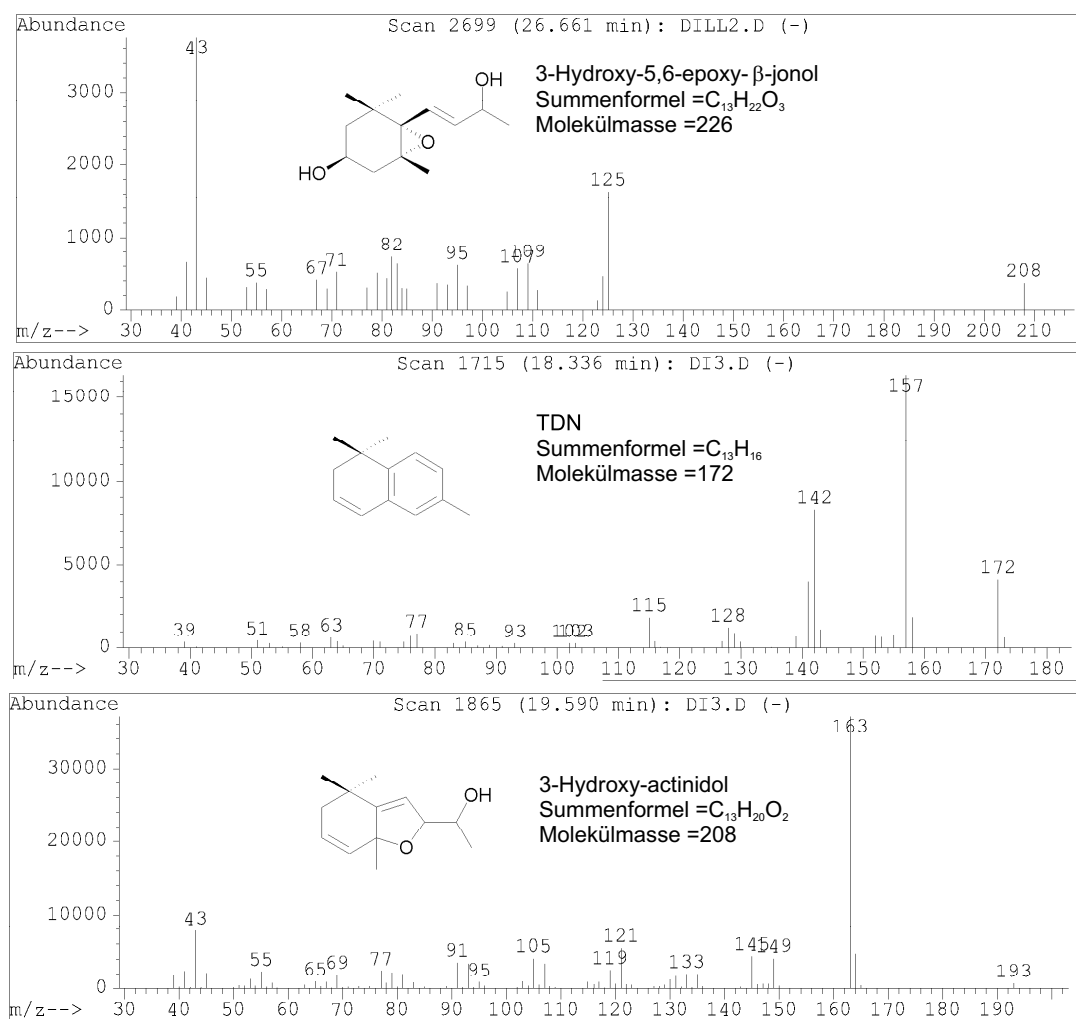 Abundance
Scan 2699 (26.661 min): DILL2.D (-)
43
3-Hydroxy-5,6-epoxy-β-jonol
Summenformel =C₁₃H₂₂O₃
Molekülmasse =226
OH
O
HO
3000
2000
1000
0
55
67
71
82
95
107
109
125
208
30 40 50 60 70 80 90 100 110 120 130 140 150 160 170 180 190 200 210
m/z-->
Abundance
Scan 1715 (18.336 min): DI3.D (-)
157
TDN
Summenformel =C₁₃H₁₆
Molekülmasse =172
15000
10000
5000
0
39
51
58
63
77
85
93
103
115
128
142
172
30 40 50 60 70 80 90 100 110 120 130 140 150 160 170 180
m/z-->
Abundance
Scan 1865 (19.590 min): DI3.D (-)
163
3-Hydroxy-actinidol
Summenformel =C₁₃H₂₀O₂
Molekülmasse =208
OH
O
30000
20000
10000
0
43
55
65
69
77
91
95
105
119
121
133
145
149
193
30 40 50 60 70 80 90 100 110 120 130 140 150 160 170 180 190
m/z-->